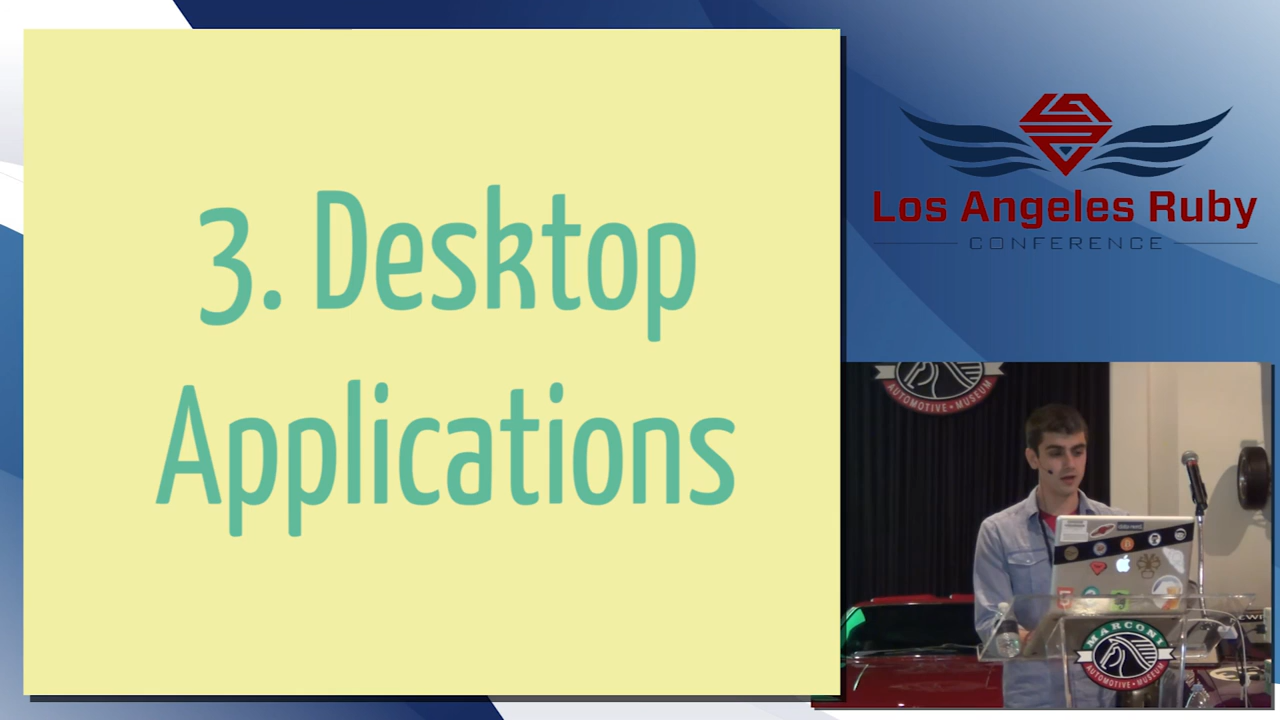 3. Desktop
Applications
Los Angeles Ruby
CONFERENCE
AUTOMOTIVE • MUSEUM
MARCONI
AUTOMOTIVE • MUSEUM